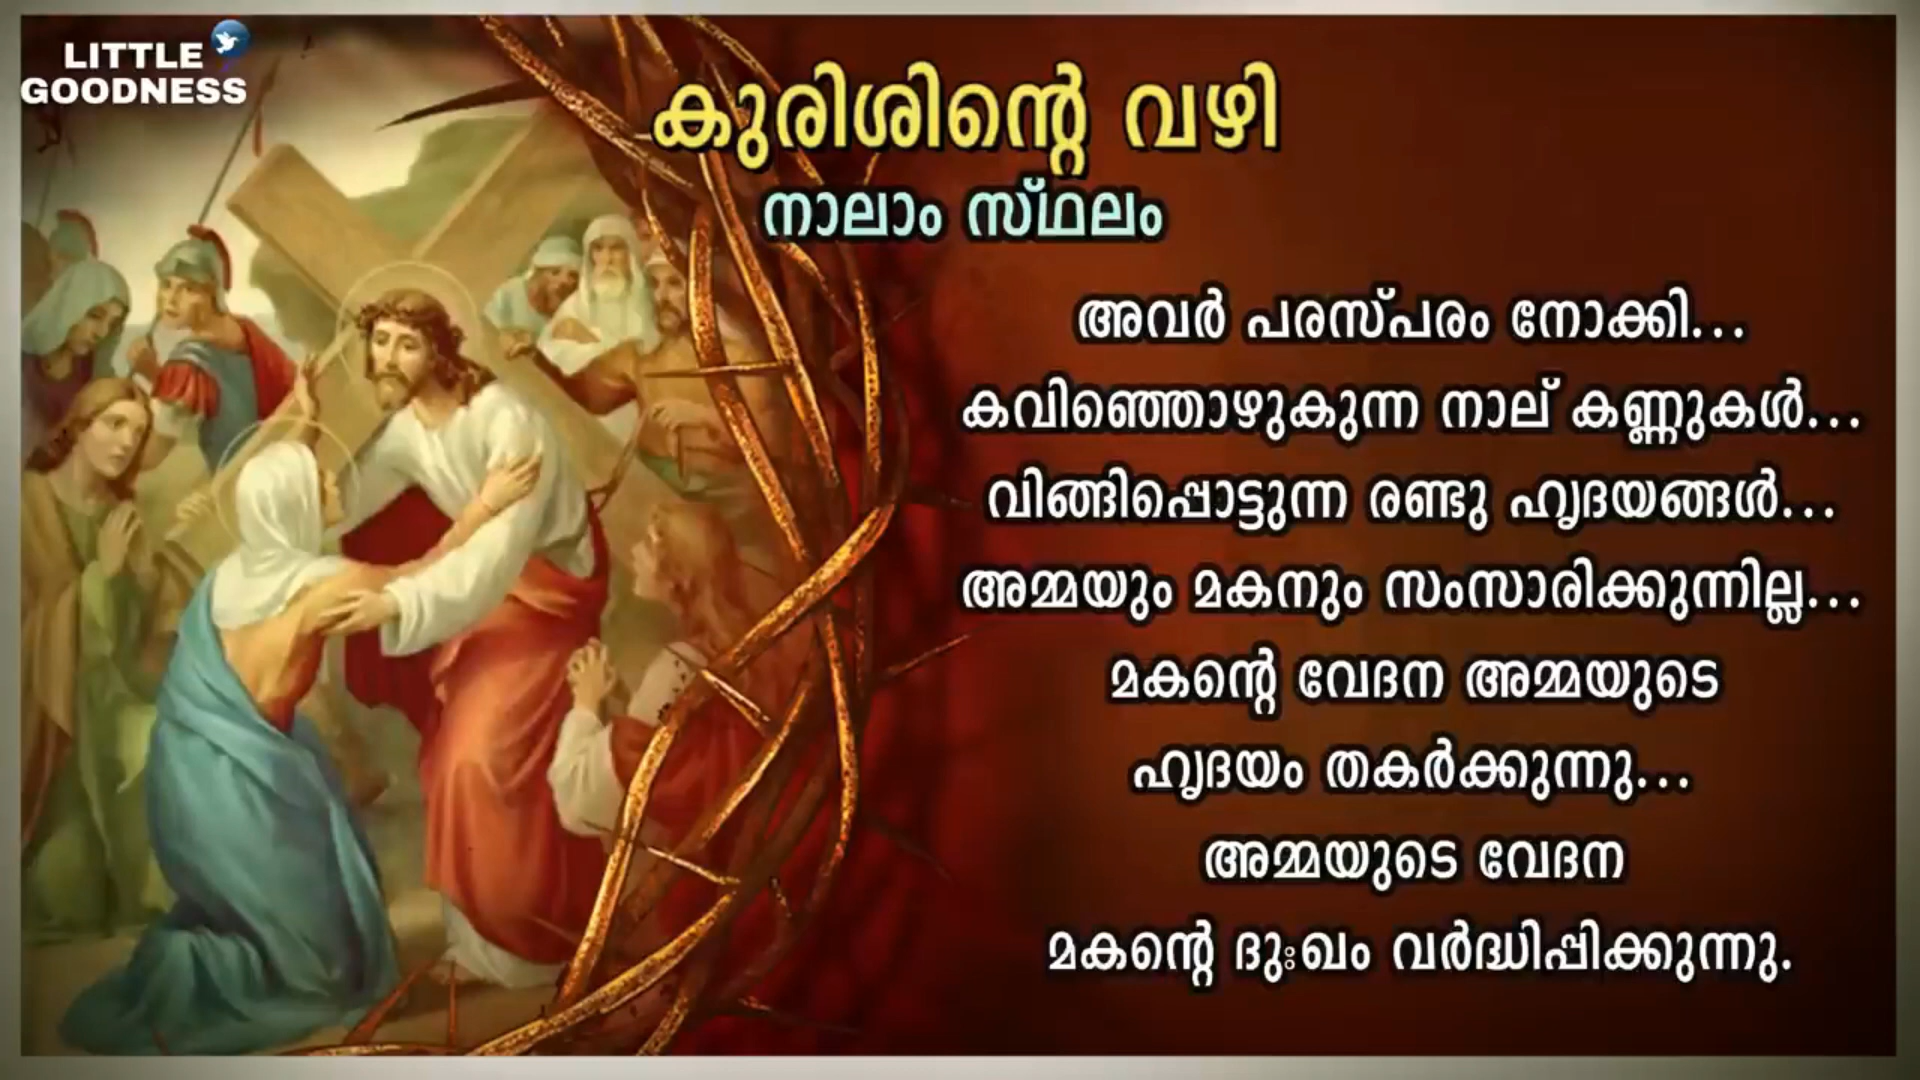 LITTLE
GOODNESS
കുരിശിന്റെ വഴി
നാലാം സ്ഥലം
അവർ പരസ്പരം നോക്കി...
കവിഞ്ഞൊഴുകുന്ന നാല് കണ്ണുകൾ...
വിങ്ങിപ്പൊട്ടുന്ന രണ്ടു ഹൃദയങ്ങൾ...
അമ്മയും മകനും സംസാരിക്കുന്നില്ല...
മകന്റെ വേദന അമ്മയുടെ
ഹൃദയം തകർക്കുന്നു...
അമ്മയുടെ വേദന
മകന്റെ ദുഃഖം വർദ്ധിപ്പിക്കുന്നു.